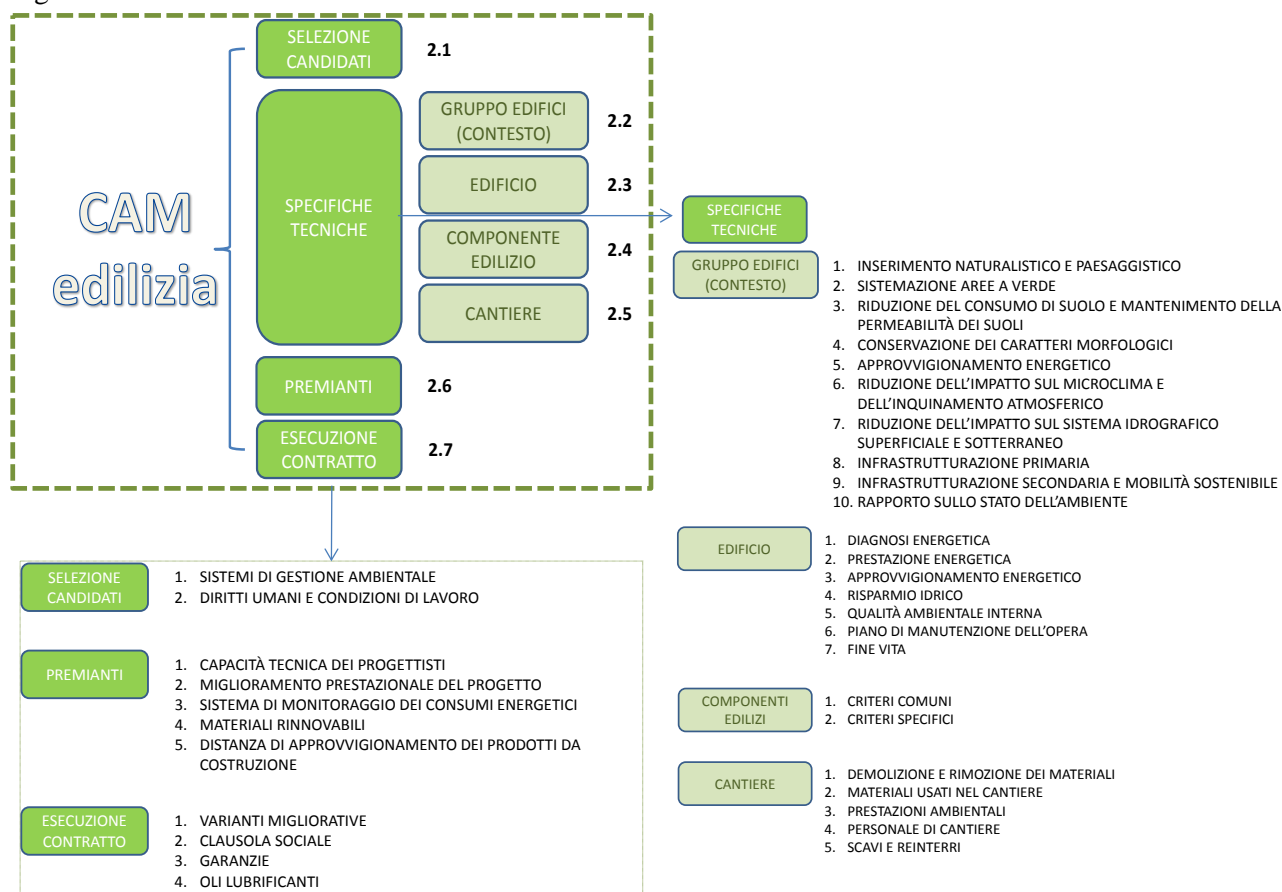 SELEZIONE
CANDIDATI
2.1
GRUPPO EDIFICI
(CONTESTO)
2.2
EDIFICIO
2.3
CAM
edilizia
SPECIFICHE
TECNICHE
COMPONENTE
EDILIZIO
2.4
CANTIERE
2.5
PREMIANTI
2.6
ESECUZIONE
CONTRATTO
2.7
SPECIFICHE
TECNICHE
GRUPPO EDIFICI
(CONTESTO)
1. INSERIMENTO NATURALISTICO E PAESAGGISTICO
2. SISTEMAZIONE AREE A VERDE
3. RIDUZIONE DEL CONSUMO DI SUOLO E MANTENIMENTO DELLA
PERMEABILITÀ DEI SUOLI
4. CONSERVAZIONE DEI CARATTERI MORFOLOGICI
5. APPROVVIGIONAMENTO ENERGETICO
6. RIDUZIONE DELL'IMPATTO SUL MICROCLIMA E
DELL'INQUINAMENTO ATMOSFERICO
7. RIDUZIONE DELL'IMPATTO SUL SISTEMA IDROGRAFICO
SUPERFICIALE E SOTTERRANEO
8. INFRASTRUTTURAZIONE PRIMARIA
9. INFRASTRUTTURAZIONE SECONDARIA E MOBILITÀ SOSTENIBILE
10. RAPPORTO SULLO STATO DELL'AMBIENTE
EDIFICIO
1. DIAGNOSI ENERGETICA
2. PRESTAZIONE ENERGETICA
3. APPROVVIGIONAMENTO ENERGETICO
4. RISPARMIO IDRICO
5. QUALITÀ AMBIENTALE INTERNA
6. PIANO DI MANUTENZIONE DELL'OPERA
7. FINE VITA
COMPONENTI
EDILIZI
1. CRITERI COMUNI
2. CRITERI SPECIFICI
CANTIERE
1. DEMOLIZIONE E RIMOZIONE DEI MATERIALI
2. MATERIALI USATI NEL CANTIERE
3. PRESTAZIONI AMBIENTALI
4. PERSONALE DI CANTIERE
5. SCAVI E REINTERRI
SELEZIONE
CANDIDATI
1. SISTEMI DI GESTIONE AMBIENTALE
2. DIRITTI UMANI E CONDIZIONI DI LAVORO
PREMIANTI
1. CAPACITÀ TECNICA DEI PROGETTISTI
2. MIGLIORAMENTO PRESTAZIONALE DEL PROGETTO
3. SISTEMA DI MONITORAGGIO DEI CONSUMI ENERGETICI
4. MATERIALI RINNOVABILI
5. DISTANZA DI APPROVVIGIONAMENTO DEI PRODOTTI DA
COSTRUZIONE
ESECUZIONE
CONTRATTO
1. VARIANTI MIGLIORATIVE
2. CLAUSOLA SOCIALE
3. GARANZIE
4. OLI LUBRIFICANTI